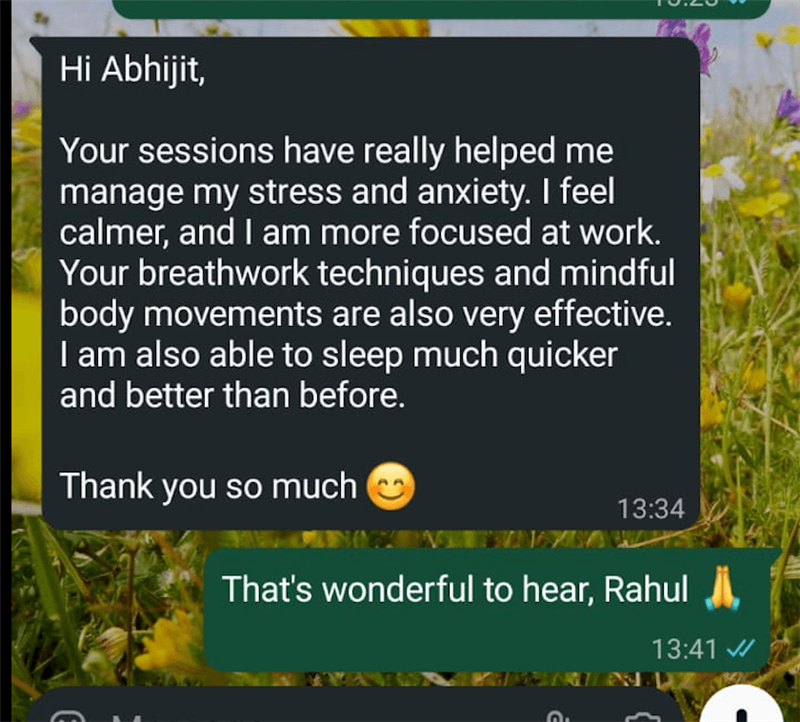 Hi Abhijit,
Your sessions have really helped me
manage my stress and anxiety. I feel
calmer, and I am more focused at work.
Your breathwork techniques and mindful
body movements are also very effective.
I am also able to sleep much quicker
and better than before.
Thank you so much 😊
13:34
That's wonderful to hear, Rahul 🙏
13:41